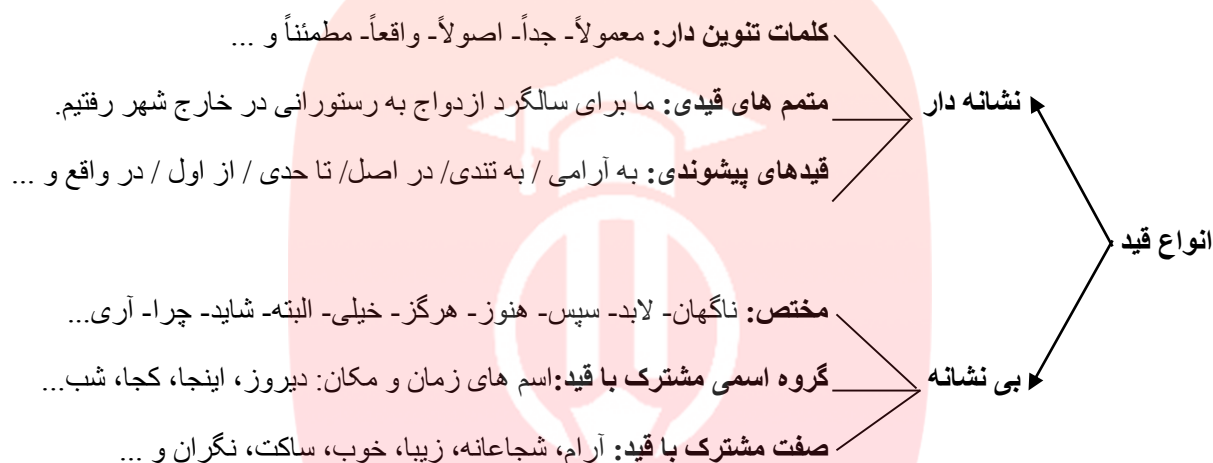 کلمات تنوین دار: معمولاً- جداً- اصولاً- واقعاً- مطمئناً و ...
نشانه دار
متمم های قیدی: ما برای سالگرد ازدواج به رستورانی در خارج شهر رفتیم.
قیدهای پیشوندی: به آرامی / به تندی/ در اصل/ تا حدی / از اول / در واقع و ...
انواع قید
مختص: ناگهان- لابد- سپس- هنوز- هرگز- خیلی- البته- شاید- چرا- آری...
بی نشانه
گروه اسمی مشترک با قید:اسم های زمان و مکان: دیروز، اینجا، کجا، شب...
صفت مشترک با قید: آرام، شجاعانه، زیبا، خوب، ساکت، نگران و ...